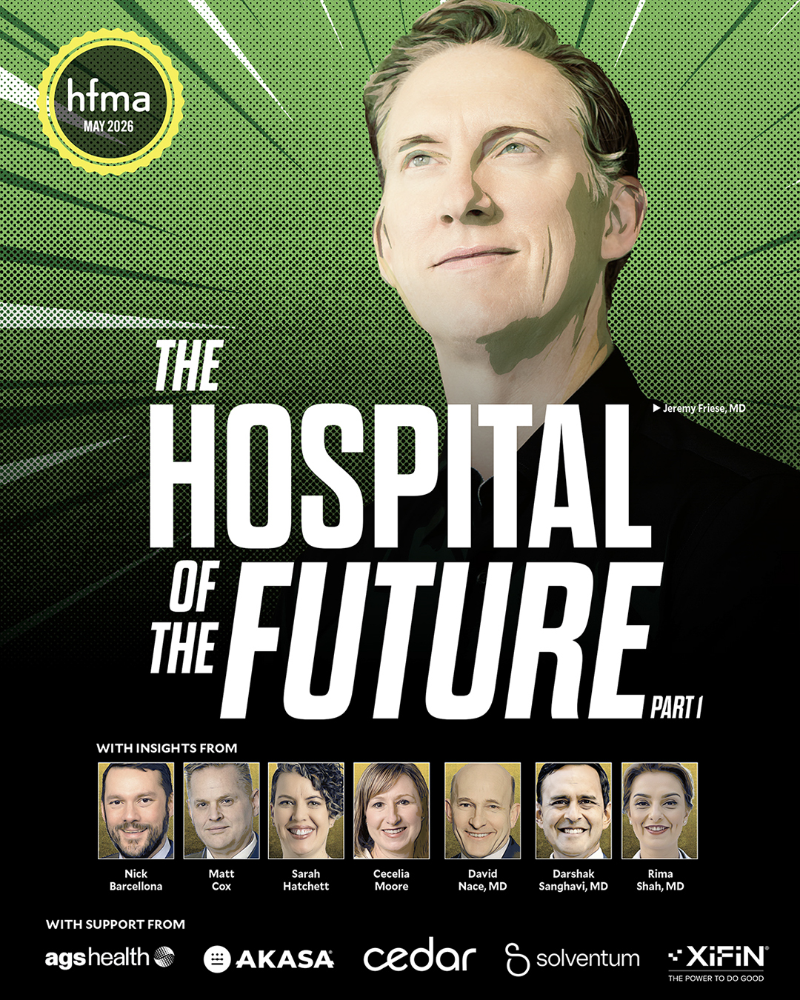 hfma
MAY 2026
THE
▶ Jeremy Friese, MD
HOSPITAL
OF
THE
FUTURE
PART 1
WITH INSIGHTS FROM
Nick
Barcellona
Matt
Cox
Sarah
Hatchett
Cecelia
Moore
David
Nace, MD
Darshak
Sanghavi, MD
Rima
Shah, MD
WITH SUPPORT FROM
agshealth
AKASA®
cedar
solventum
XiFiN®
THE POWER TO DO GOOD